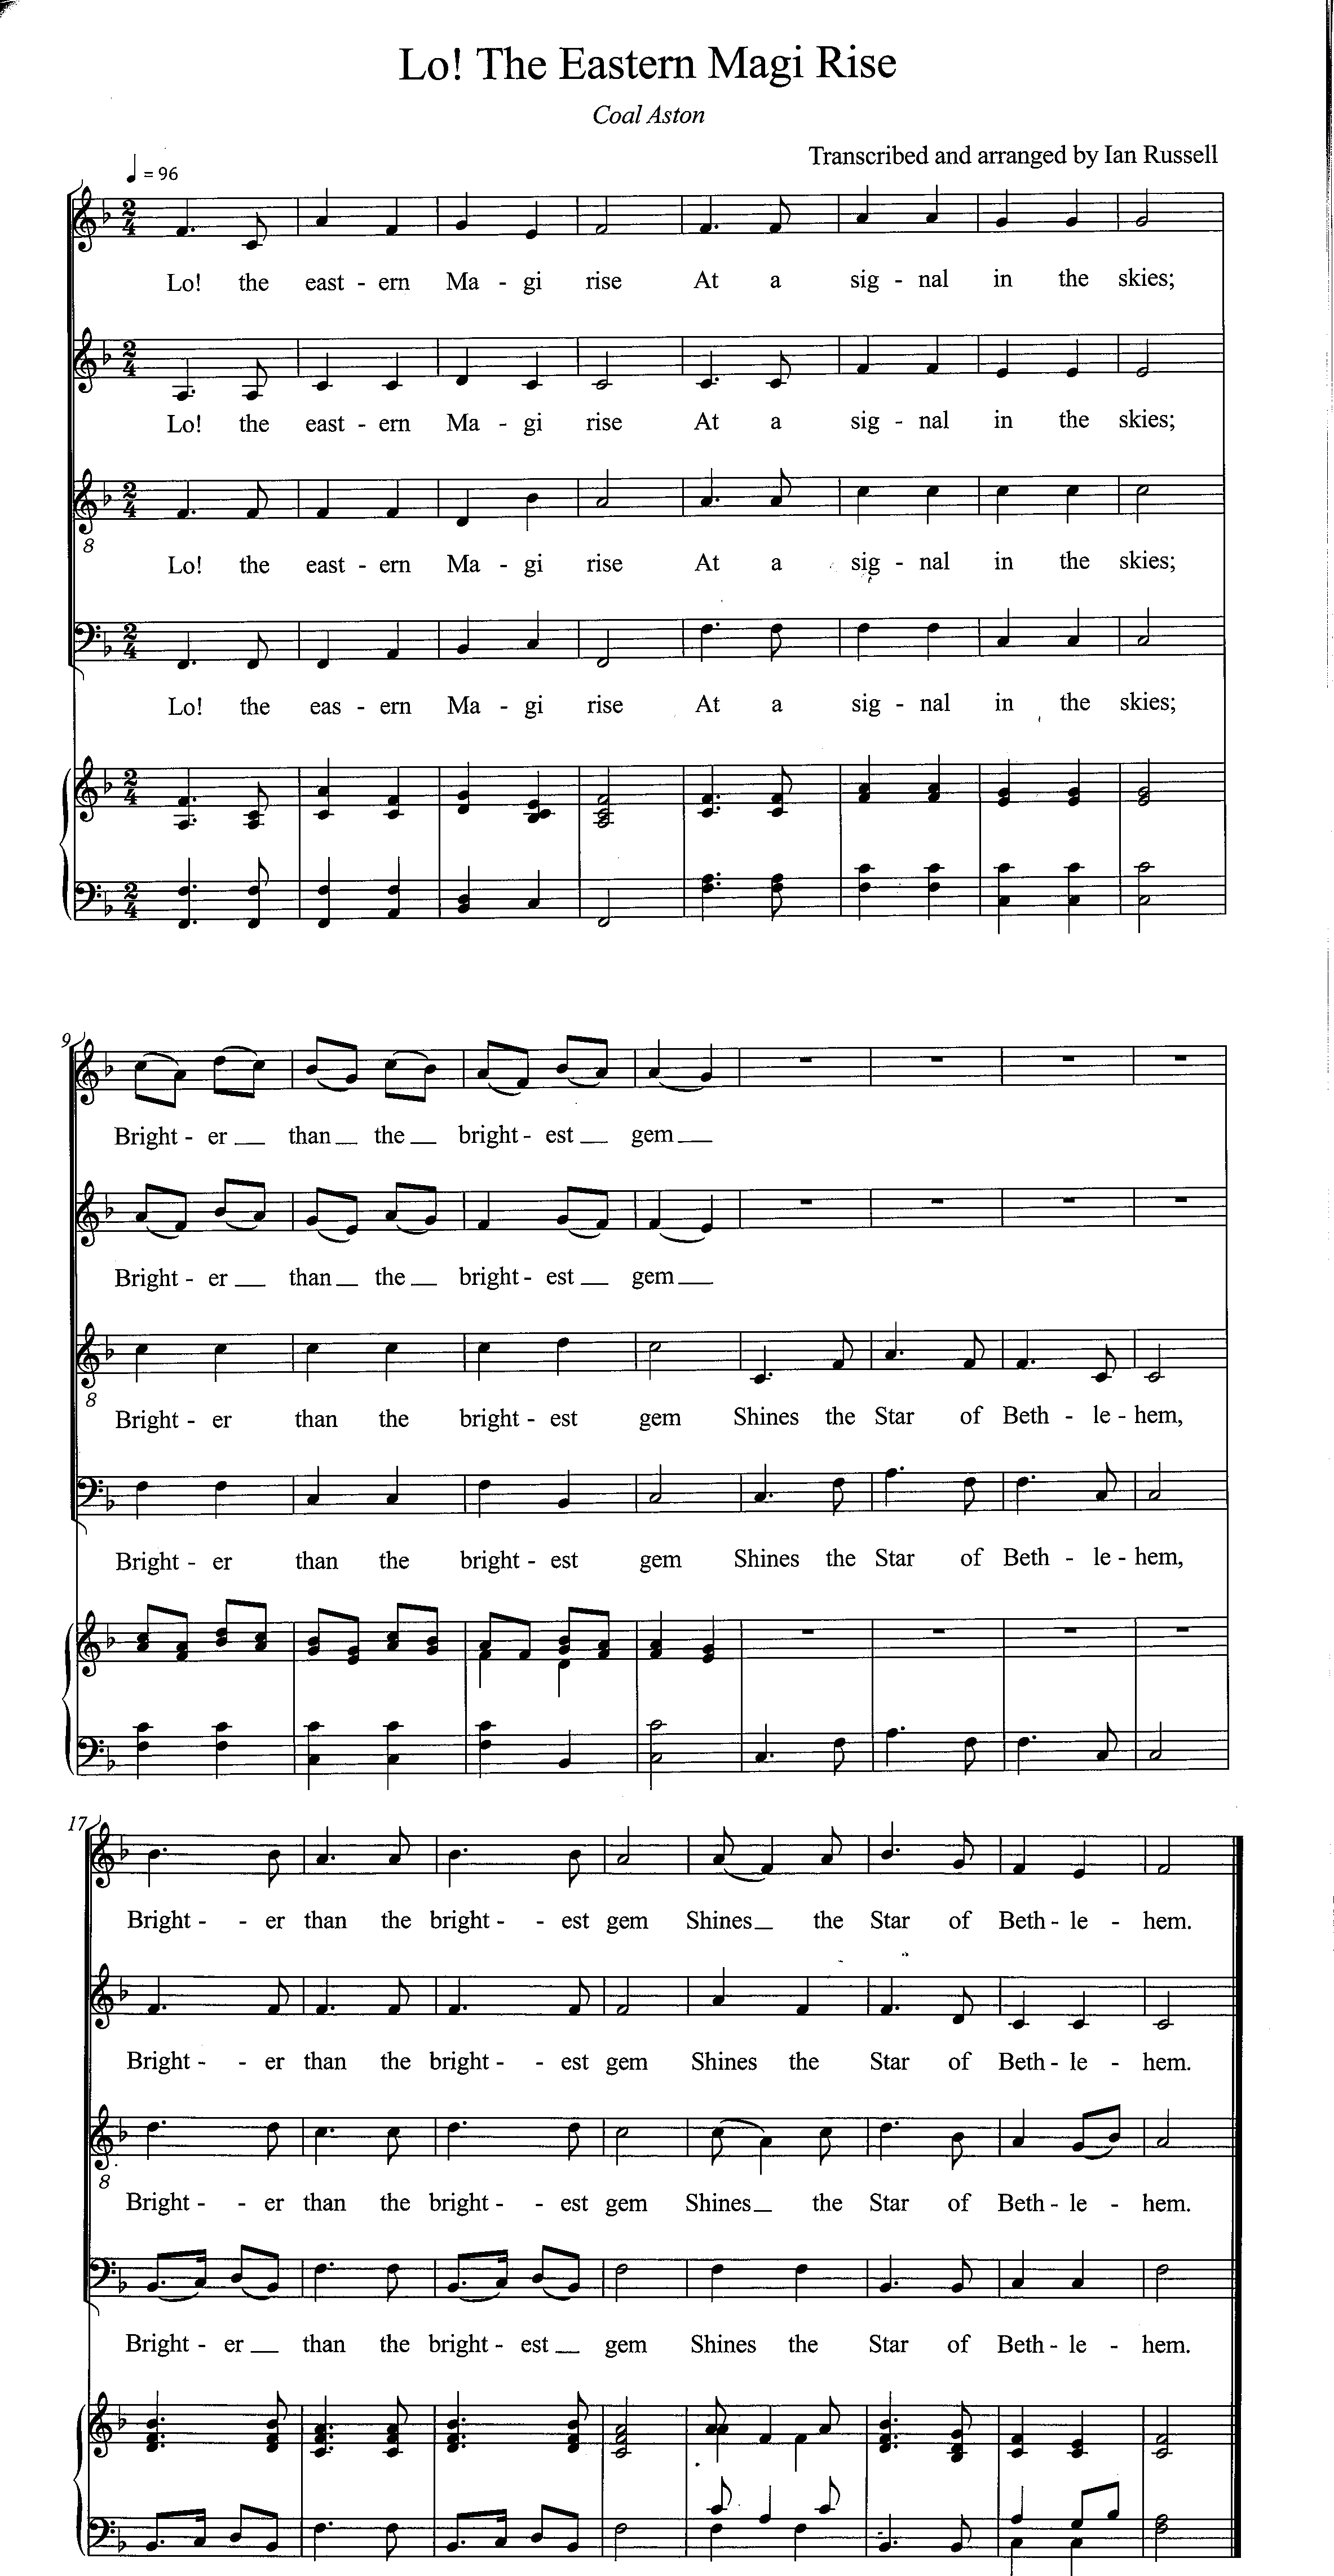 Lo! The Eastern Magi Rise
Coal Aston
Transcribed and arranged by Ian Russell
♩ = 96
Lo! the east - ern Ma - gi rise At a sig - nal in the skies;
Lo! the east - ern Ma - gi rise At a sig - nal in the skies;
8
Lo! the east - ern Ma - gi rise At a sig - nal in the skies;
Lo! the eas - ern Ma - gi rise At a sig - nal in the skies;
9
Bright - er __ than __ the __ bright - est __ gem __
Bright - er __ than __ the __ bright - est __ gem __
8
Bright - er than the bright - est gem Shines the Star of Beth - le - hem,
Bright - er than the bright - est gem Shines the Star of Beth - le - hem,
17
Bright - - er than the bright - - est gem Shines __ the Star of Beth - le - hem.
Bright - - er than the bright - - est gem Shines the Star of Beth - le - hem.
8
Bright - - er than the bright - - est gem Shines __ the Star of Beth - le - hem.
Bright - er __ than the bright - est __ gem Shines the Star of Beth - le - hem.